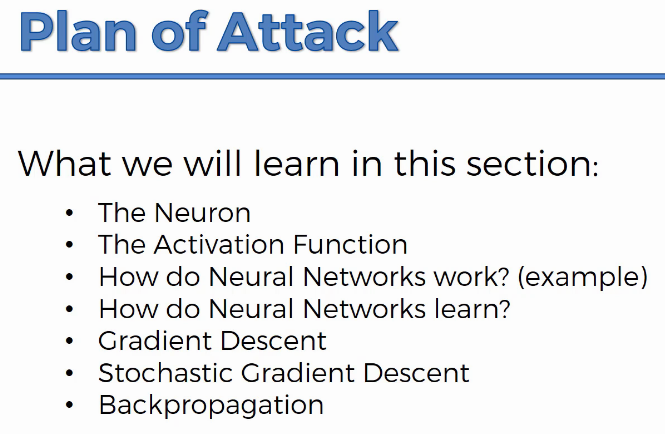 Plan of Attack
What we will learn in this section:
• The Neuron
• The Activation Function
• How do Neural Networks work? (example)
• How do Neural Networks learn?
• Gradient Descent
• Stochastic Gradient Descent
• Backpropagation